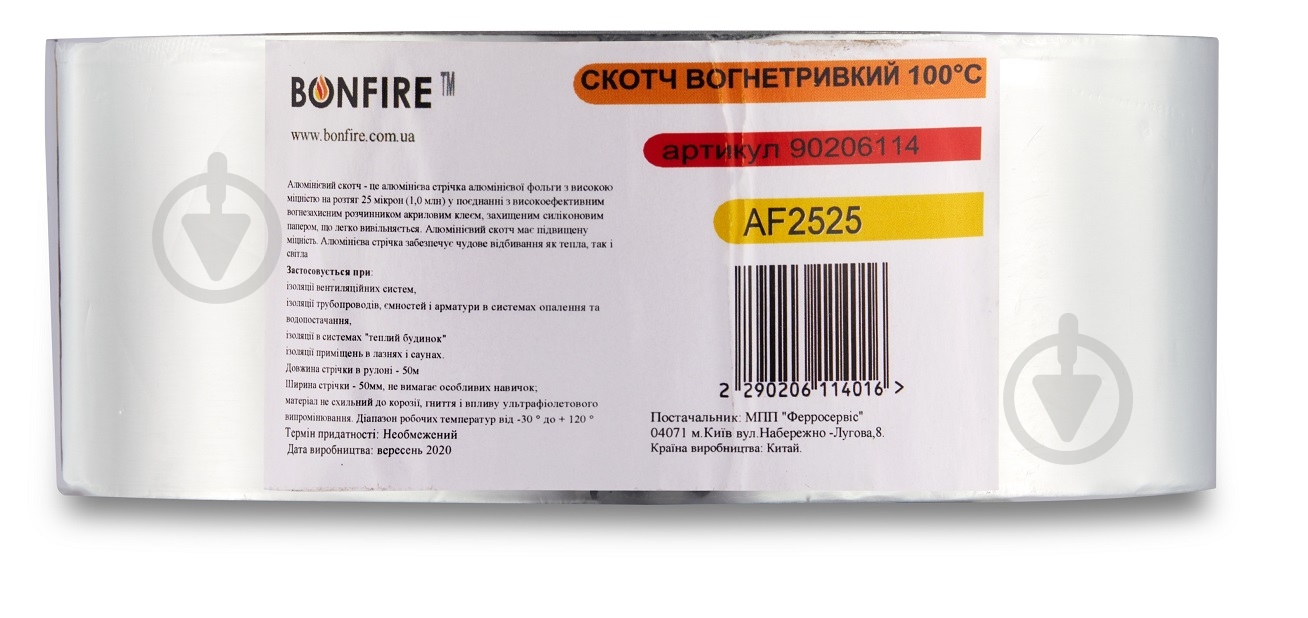 BONFIRE TM
www.bonfire.com.ua
Алюмінієвий скотч - це алюмінієва стрічка алюмінієвої фольги з високою
міцністю на розтяг 25 мікрон (1,0 млн) у поєднанні з високоефективним
вогнезахисним розчинником акриловим клеєм, захищеним силіконовим
папером, що легко вивільняється. Алюмінієвий скотч має підвищену
міцність. Алюмінієва стрічка забезпечує чудове відбивання як тепла, так і
світла
Застосовується при:
ізоляції вентиляційних систем,
ізоляції трубопроводів, ємностей і арматури в системах опалення та
водопостачання,
ізоляції в системах "теплий будинок"
ізоляції приміщень в лазнях і саунах.
Довжина стрічки в рулоні - 50м
Ширина стрічки - 50мм, не вимагає особливих навичок;
матеріал не схильний до корозії, гниття і впливу ультрафіолетового
випромінювання. Діапазон робочих температур від -30 ° до + 120 °
Термін придатності: Необмежений
Дата виробництва: вересень 2020
СКОТЧ ВОГНЕТРИВКИЙ 100°C
артикул 90206114
AF2525
2 290206 114016 >
Постачальник: МПП "Ферросервіс"
04071 м.Київ вул.Набережно -Лугова,8.
Країна виробництва: Китай.